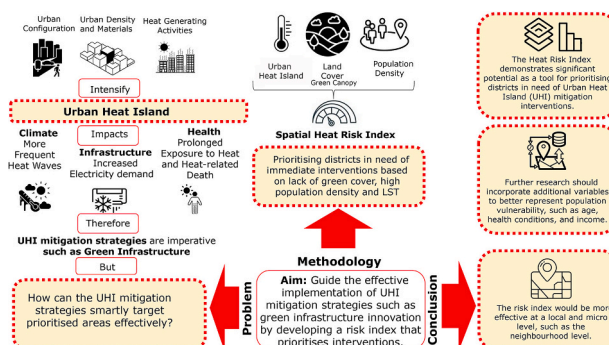 Urban
Configuration
Urban Density
and Materials
Heat Generating
Activities
Intensify
Urban Heat Island
Climate
More
Frequent
Heat Waves
Impacts
Infrastructure
Increased
Electricity demand
Health
Prolonged
Exposure to Heat
and Heat-related
Death
Therefore
UHI mitigation strategies are imperative
such as Green Infrastructure
But
How can the UHI mitigation
strategies smartly target
prioritised areas effectively?
Problem
Urban
Heat Island
Land
Cover
Green Canopy
Population
Density
Spatial Heat Risk Index
Prioritising districts in need of
immediate interventions based
on lack of green cover, high
population density and LST
Methodology
Aim: Guide the effective
implementation of UHI
mitigation strategies such as
green infrastructure innovation
by developing a risk index that
prioritises interventions.
Conclusion
The Heat Risk Index
demonstrates significant
potential as a tool for prioritising
districts in need of Urban Heat
Island (UHI) mitigation
interventions.
Further research should
incorporate additional variables
to better represent population
vulnerability, such as age,
health conditions, and income.
The risk index would be more
effective at a local and micro
level, such as the
neighbourhood level.